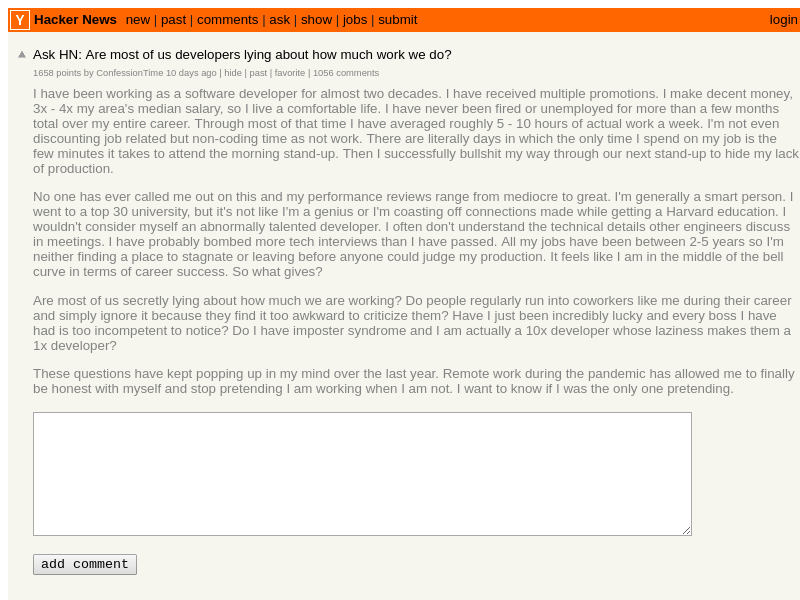 Y Hacker News new | past | comments | ask | show | jobs | submit login
Ask HN: Are most of us developers lying about how much work we do?
1658 points by ConfessionTime 10 days ago | hide | past | favorite | 1056 comments
I have been working as a software developer for almost two decades. I have received multiple promotions. I make decent money,
3x - 4x my area's median salary, so I live a comfortable life. I have never been fired or unemployed for more than a few months
total over my entire career. Through most of that time I have averaged roughly 5 - 10 hours of actual work a week. I'm not even
discounting job related but non-coding time as not work. There are literally days in which the only time I spend on my job is the
few minutes it takes to attend the morning stand-up. Then I successfully bullshit my way through our next stand-up to hide my lack
of production.
No one has ever called me out on this and my performance reviews range from mediocre to great. I'm generally a smart person. I
went to a top 30 university, but it's not like I'm a genius or I'm coasting off connections made while getting a Harvard education. I
wouldn't consider myself an abnormally talented developer. I often don't understand the technical details other engineers discuss
in meetings. I have probably bombed more tech interviews than I have passed. All my jobs have been between 2-5 years so I'm
neither finding a place to stagnate or leaving before anyone could judge my production. It feels like I am in the middle of the bell
curve in terms of career success. So what gives?
Are most of us secretly lying about how much we are working? Do people regularly run into coworkers like me during their career
and simply ignore it because they find it too awkward to criticize them? Have I just been incredibly lucky and every boss I have
had is too incompetent to notice? Do I have imposter syndrome and I am actually a 10x developer whose laziness makes them a
1x developer?
These questions have kept popping up in my mind over the last year. Remote work during the pandemic has allowed me to finally
be honest with myself and stop pretending I am working when I am not. I want to know if I was the only one pretending.
add comment